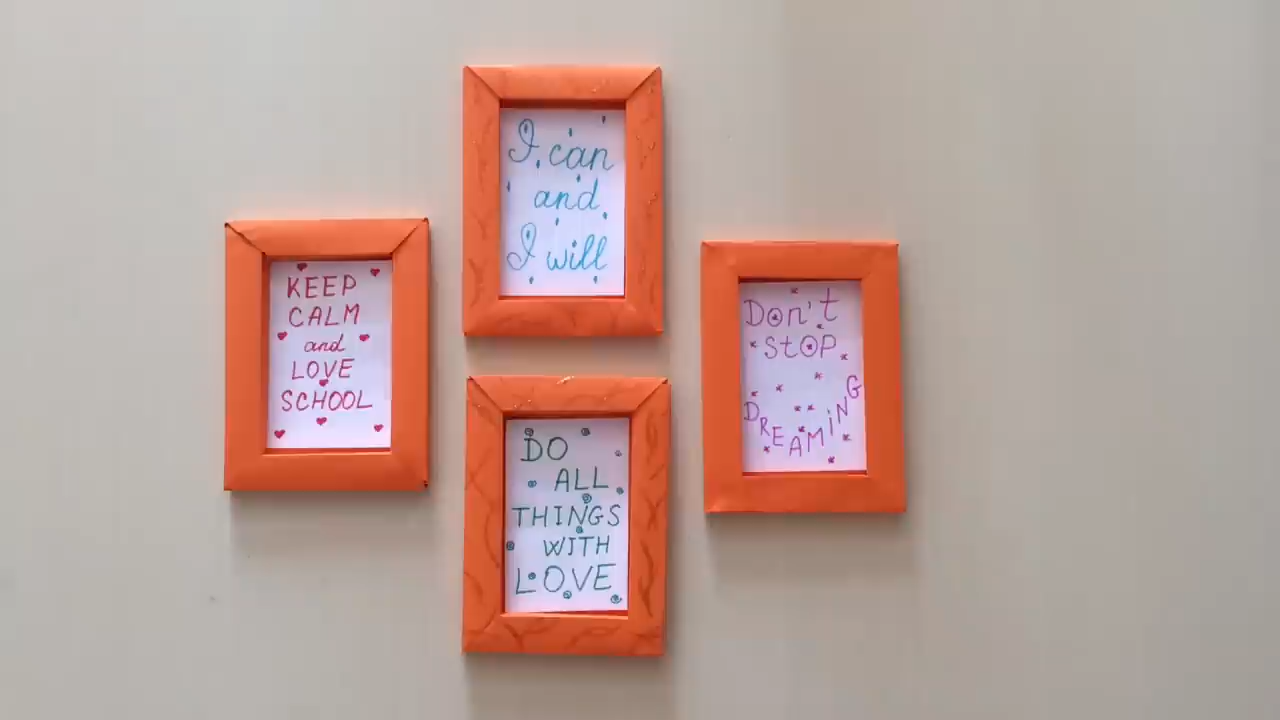 I can
and
I will
KEEP
CALM
and
LOVE
SCHOOL
Don't
STOP
DREAMING
DO
ALL
THINGS
WITH
LOVE